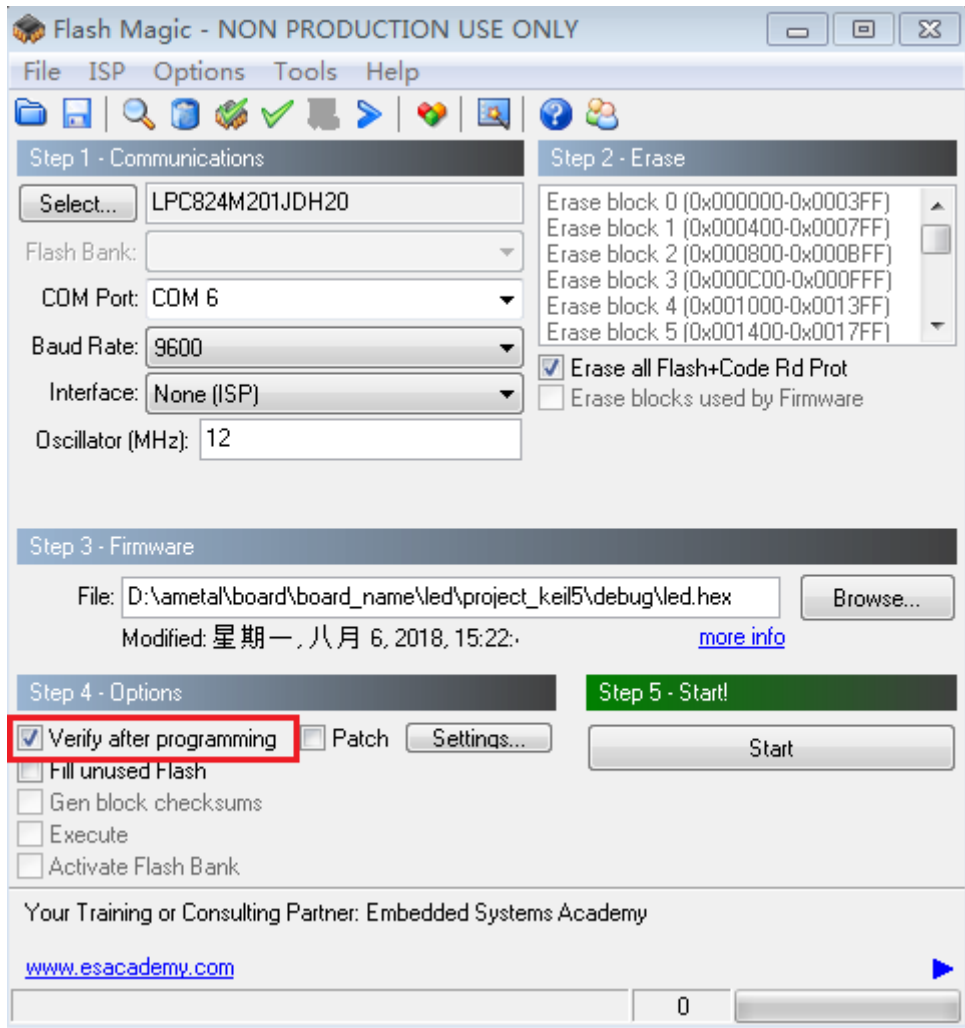 Flash Magic - NON PRODUCTION USE ONLY
File ISP Options Tools Help
Step 1 - Communications
Select... LPC824M201JDH20
Flash Bank:
COM Port: COM 6
Baud Rate: 9600
Interface: None (ISP)
Oscillator (MHz): 12
Step 2 - Erase
Erase block 0 (0x000000-0x0003FF)
Erase block 1 (0x000400-0x0007FF)
Erase block 2 (0x000800-0x000BFF)
Erase block 3 (0x000C00-0x000FFF)
Erase block 4 (0x001000-0x0013FF)
Erase block 5 (0x001400-0x0017FF)
Erase all Flash+Code Rd Prot
Erase blocks used by Firmware
Step 3 - Firmware
File: D:\ametal\board\board_name\led\project_keil5\debug\led.hex Browse...
Modified: 星期一, 八月 6, 2018, 15:22: more info
Step 4 - Options
Verify after programming Patch Settings...
Fill unused Flash
Gen block checksums
Execute
Activate Flash Bank
Step 5 - Start!
Start
Your Training or Consulting Partner: Embedded Systems Academy
www.esacademy.com
0